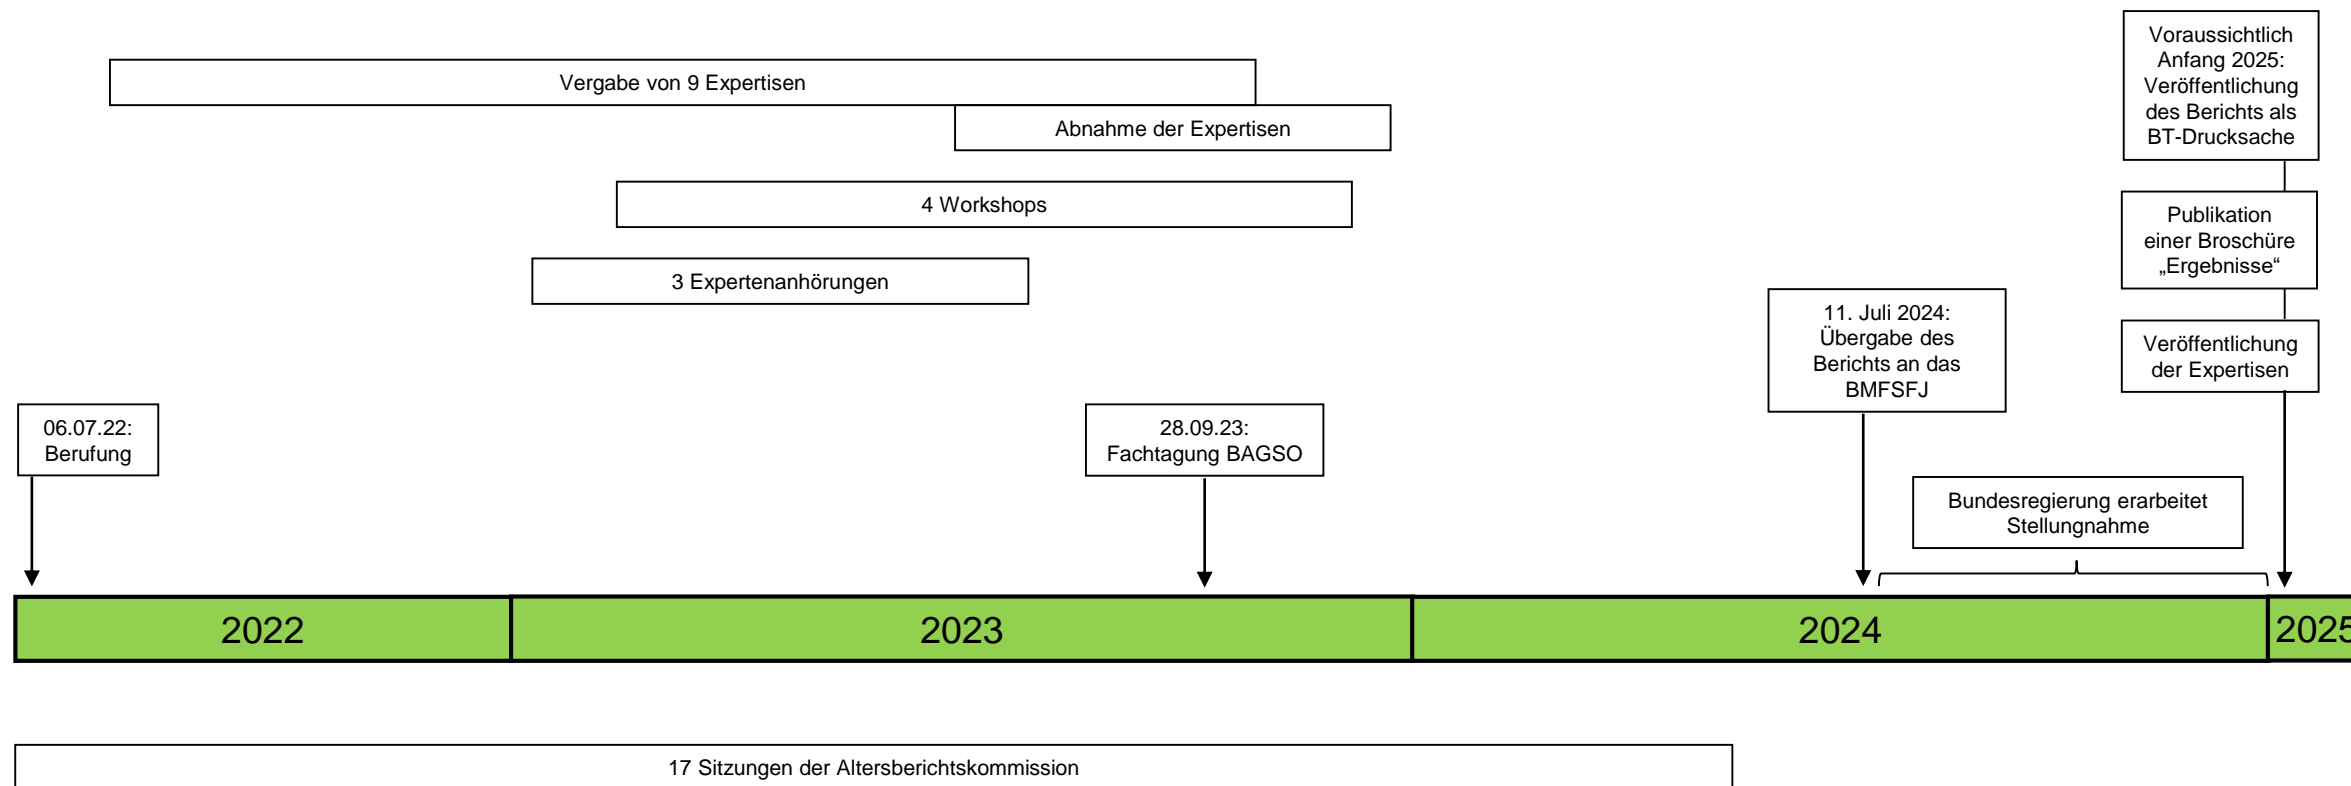 Voraussichtlich
Anfang 2025:
Veröffentlichung
des Berichts als
BT-Drucksache
Vergabe von 9 Expertisen
Abnahme der Expertisen
4 Workshops
Publikation
einer Broschüre
„Ergebnisse“
3 Expertenanhörungen
11. Juli 2024:
Übergabe des
Berichts an das
BMFSFJ
Veröffentlichung
der Expertisen
06.07.22:
Berufung
28.09.23:
Fachtagung BAGSO
Bundesregierung erarbeitet
Stellungnahme
2022
2023
2024
2025
17 Sitzungen der Altersberichtskommission